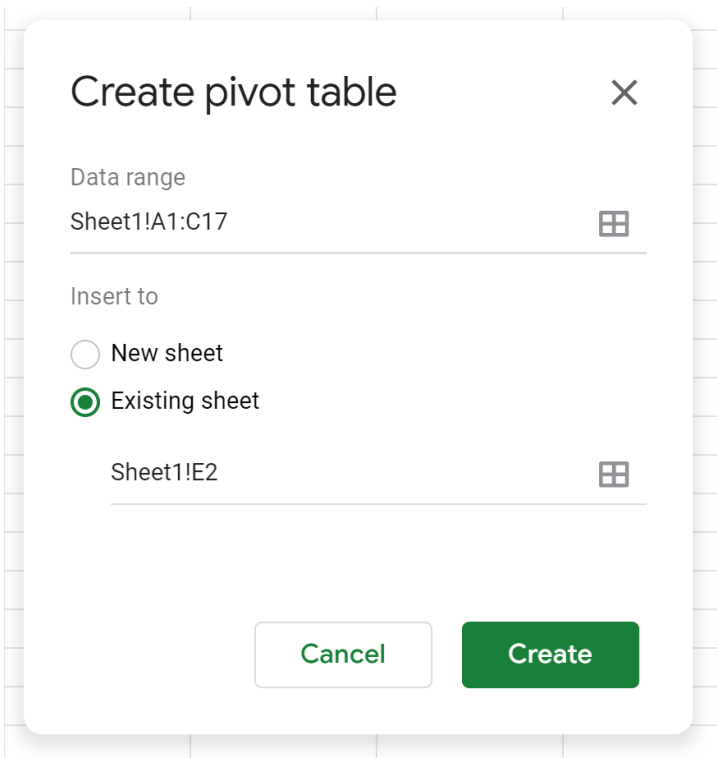 Create pivot table
Data range
Sheet1!A1:C17
Insert to
New sheet
Existing sheet
Sheet1!E2
Cancel
Create